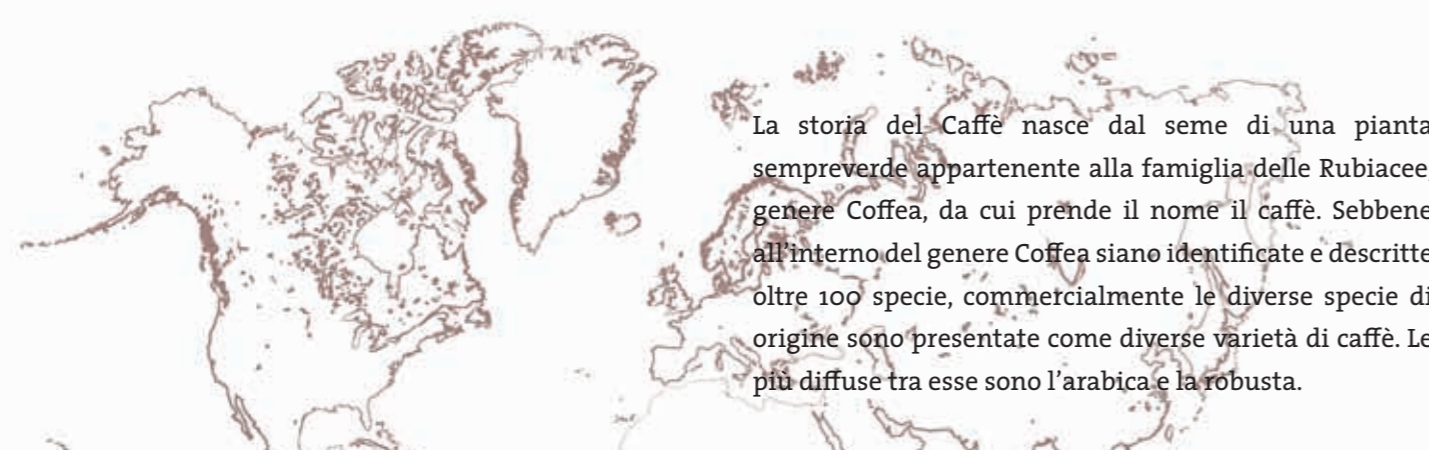 La storia del Caffè nasce dal seme di una pianta
sempreverde appartenente alla famiglia delle Rubiacee,
genere Coffea, da cui prende il nome il caffè. Sebbene
all'interno del genere Coffea siano identificate e descritte
oltre 100 specie, commercialmente le diverse specie di
origine sono presentate come diverse varietà di caffè. Le
più diffuse tra esse sono l'arabica e la robusta.